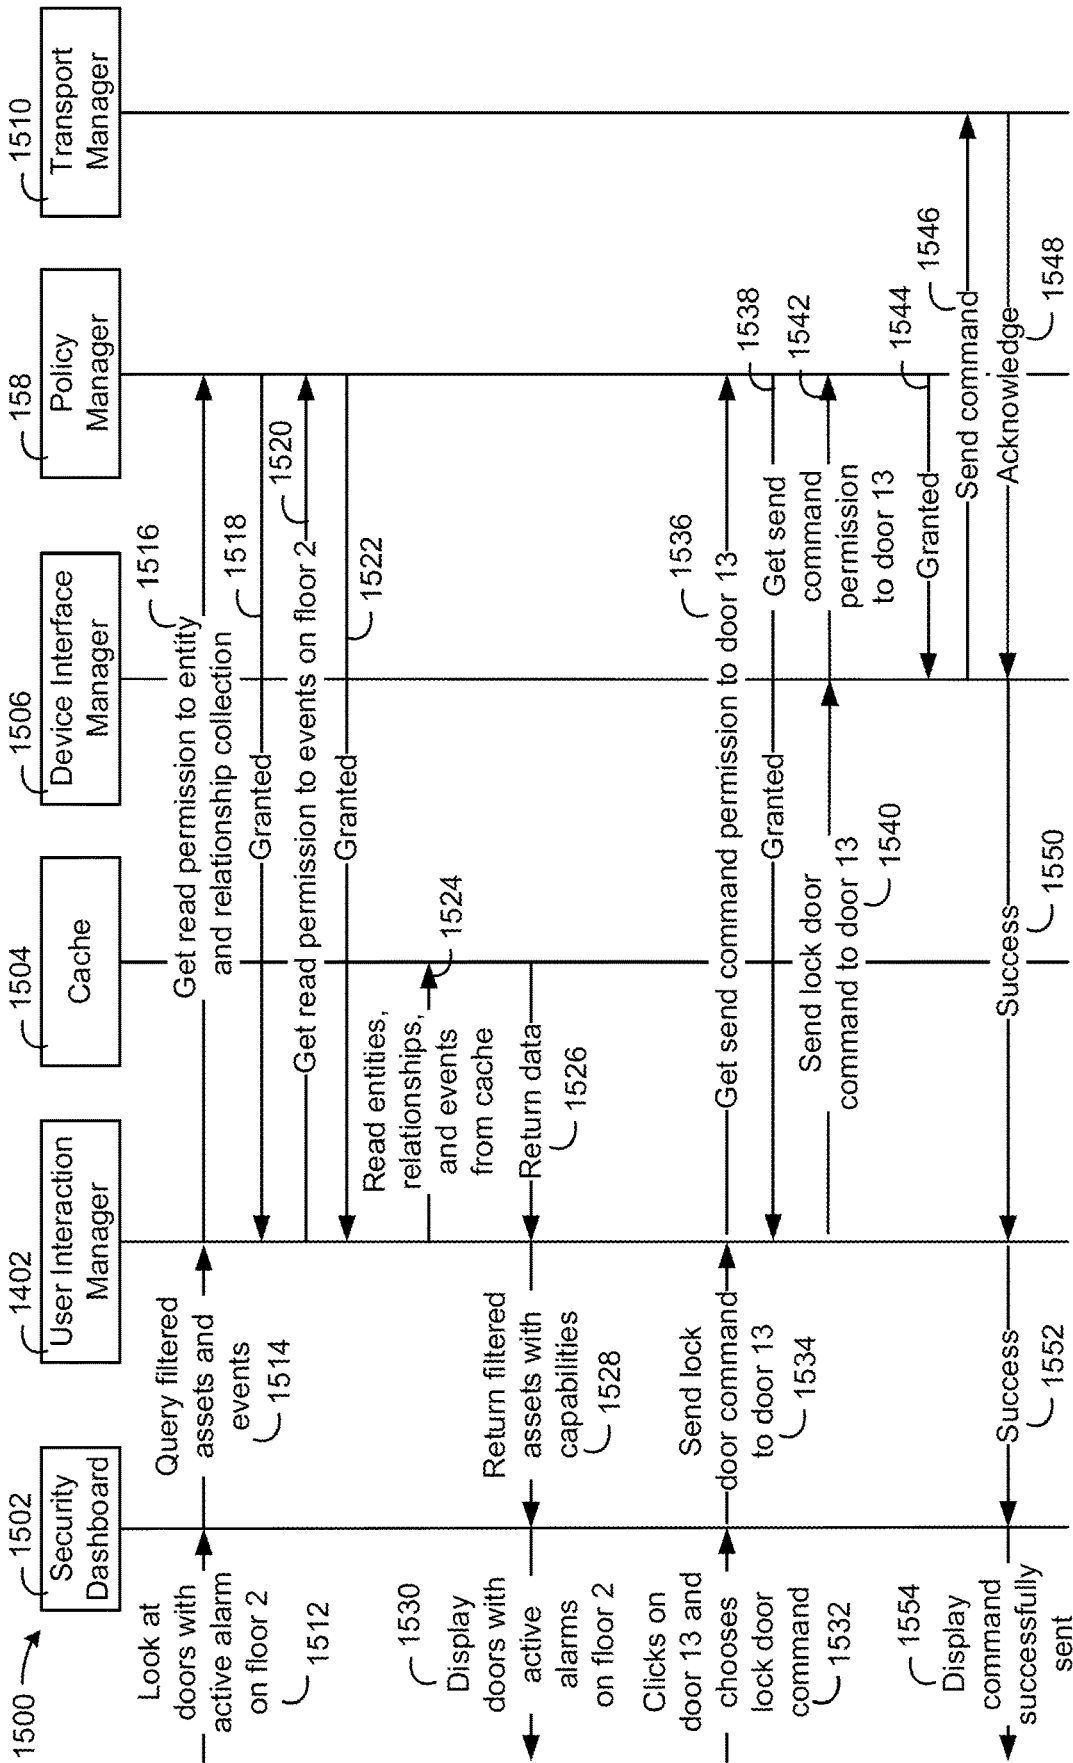 1500
1502
Security
Dashboard
1402
User Interaction
Manager
1504
Cache
1506
Device Interface
Manager
158
Policy
Manager
1510
Transport
Manager
Look at
doors with
active alarm
on floor 2
1512
Query filtered
assets and
events
1514
Get read permission to entity
and relationship collection
1516
Granted
1518
Get read permission to events on floor 2
1520
Granted
1522
Read entities,
relationships,
and events
from cache
1524
Return data
1526
Return filtered
assets with
capabilities
1528
1530
Display
doors with
active
alarms
on floor 2
Clicks on
door 13 and
chooses
lock door
command
1532
Send lock
door command
to door 13
1534
Get send command permission to door 13
1536
Granted
1538
Send lock door
command to door 13
1540
Get send
command
permission
to door 13
1542
Granted
1544
Send command
1546
Acknowledge
1548
Success
1550
Success
1552
1554
Display
command
successfully
sent